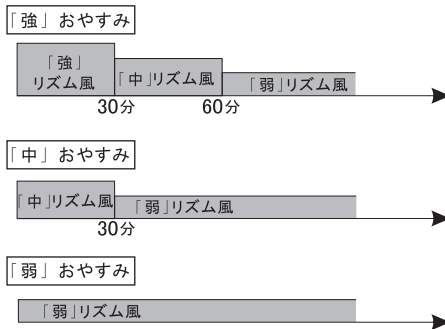 「強」おやすみ
「強」
リズム風
「中」リズム風
「弱」リズム風
30分
60分
「中」おやすみ
「中」リズム風
「弱」リズム風
30分
「弱」おやすみ
「弱」リズム風